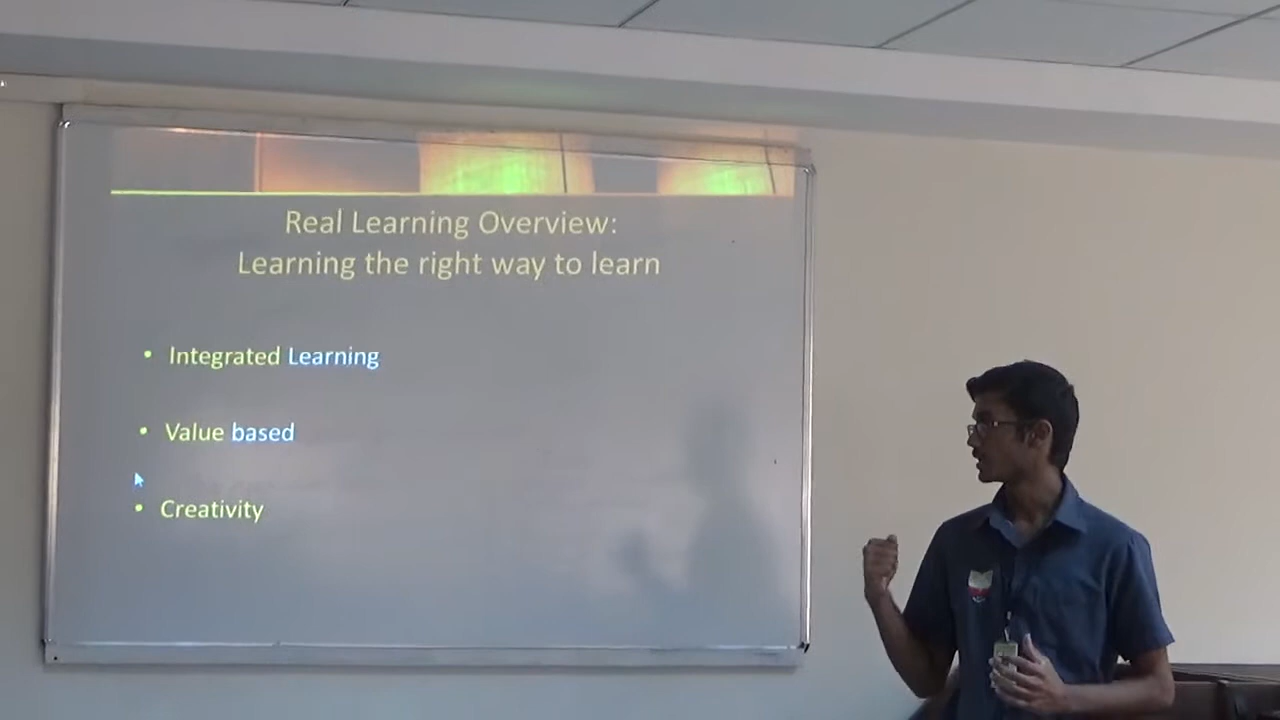 Real Learning Overview:
Learning the right way to learn
• Integrated Learning
• Value based
• Creativity